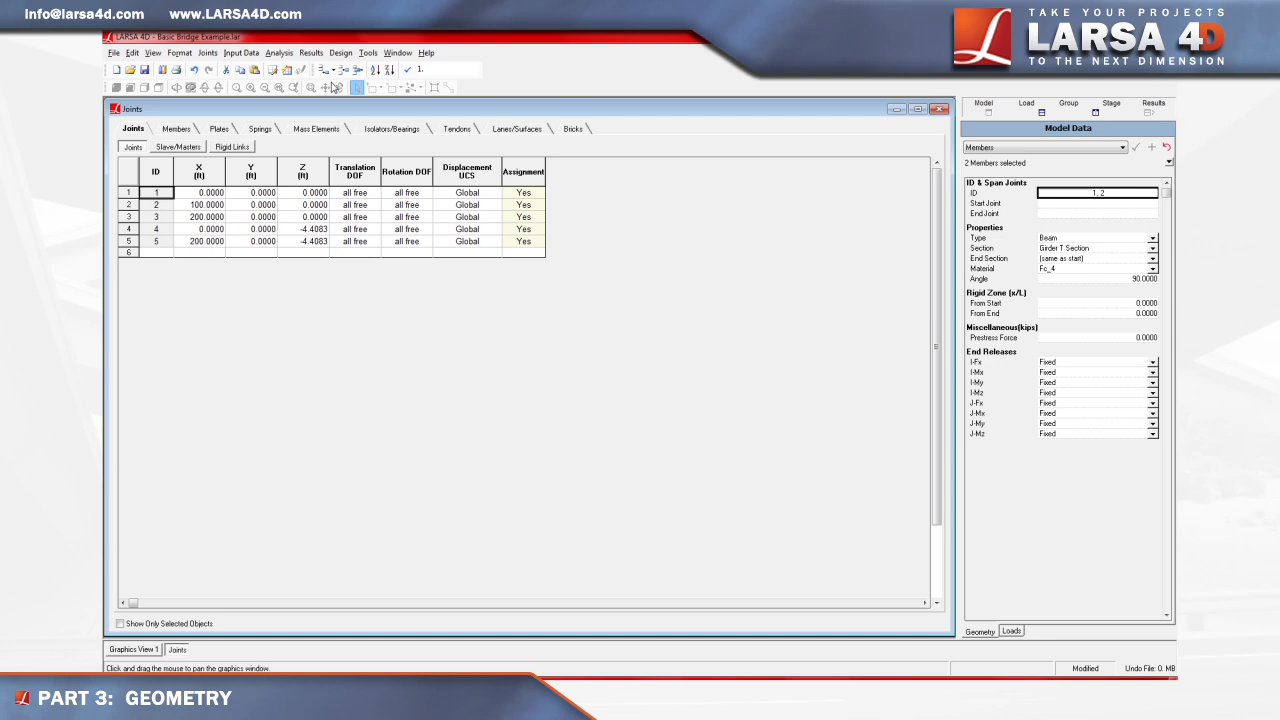 Info@larsa4d.com www.LARSA4D.com
TAKE YOUR PROJECTS
LARSA 4D
TO THE NEXT DIMENSION
LARSA 4D - Basic Bridge Example.lar
File Edit View Format Joints Input Data Analysis Results Design Tools Window Help
1.
Joints
Joints Members Plates Springs Mass Elements Isolators/Bearings Tendons Lanes/Surfaces Bricks
Joints Slave/Masters Rigid Links
ID X (ft) Y (ft) Z (ft) Translation DOF Rotation DOF Displacement UCS Assignment
1 1 0.0000 0.0000 0.0000 all free all free Global Yes
2 2 100.0000 0.0000 0.0000 all free all free Global Yes
3 3 200.0000 0.0000 0.0000 all free all free Global Yes
4 4 0.0000 0.0000 -4.4083 all free all free Global Yes
5 5 200.0000 0.0000 -4.4083 all free all free Global Yes
6
Show Only Selected Objects
Graphics View 1 Joints
Click and drag the mouse to pan the graphics window.
Model Load Group Stage Results
Model Data
Members
2 Members selected
ID & Span Joints
ID 1, 2
Start Joint
End Joint
Properties
Type Beam
Section Girder T Section
End Section (same as start)
Material Fc_4
Angle 90.0000
Rigid Zone (x/L)
From Start 0.0000
From End 0.0000
Miscellaneous(kips)
Prestress Force 0.0000
End Releases
I-Fx Fixed
I-Mx Fixed
I-My Fixed
I-Mz Fixed
J-Fx Fixed
J-Mx Fixed
J-My Fixed
J-Mz Fixed
Geometry Loads
Modified Undo File: 0. MB
PART 3: GEOMETRY